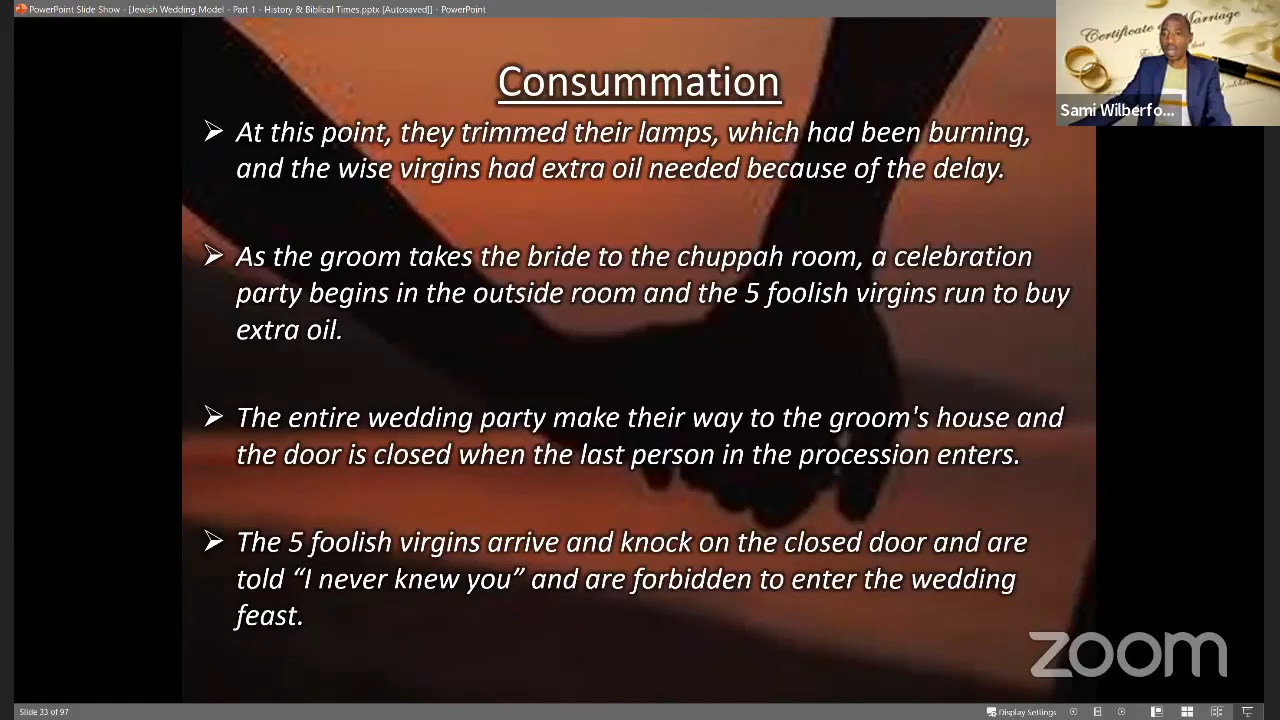 PowerPoint Slide Show - [Jewish Wedding Model - Part 1 - History & Biblical Times.pptx [Autosaved]] - PowerPoint
Certificate of Marriage
Sami Wilberfo...
Consummation
➢ At this point, they trimmed their lamps, which had been burning,
and the wise virgins had extra oil needed because of the delay.
➢ As the groom takes the bride to the chuppah room, a celebration
party begins in the outside room and the 5 foolish virgins run to buy
extra oil.
➢ The entire wedding party make their way to the groom's house and
the door is closed when the last person in the procession enters.
➢ The 5 foolish virgins arrive and knock on the closed door and are
told “I never knew you” and are forbidden to enter the wedding
feast.
zoom
Slide 33 of 97
Display Settings